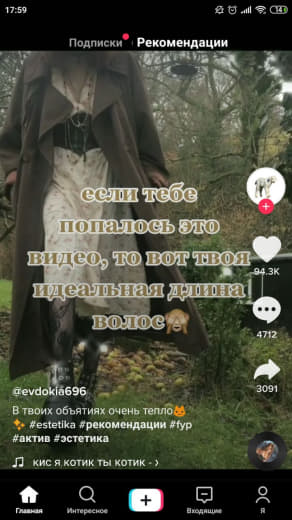 17:59
14
Подписки Рекомендации
если тебе
попалось это
видео, то вот твоя
идеальная длина
волос🙈
94.3K
4712
3091
@evdokia696
В твоих объятиях очень тепло🐱
✨ #estetika #рекомендации #fyp
#актив #эстетика
кис я котик ты котик -
Главная Интересное Входящие Я